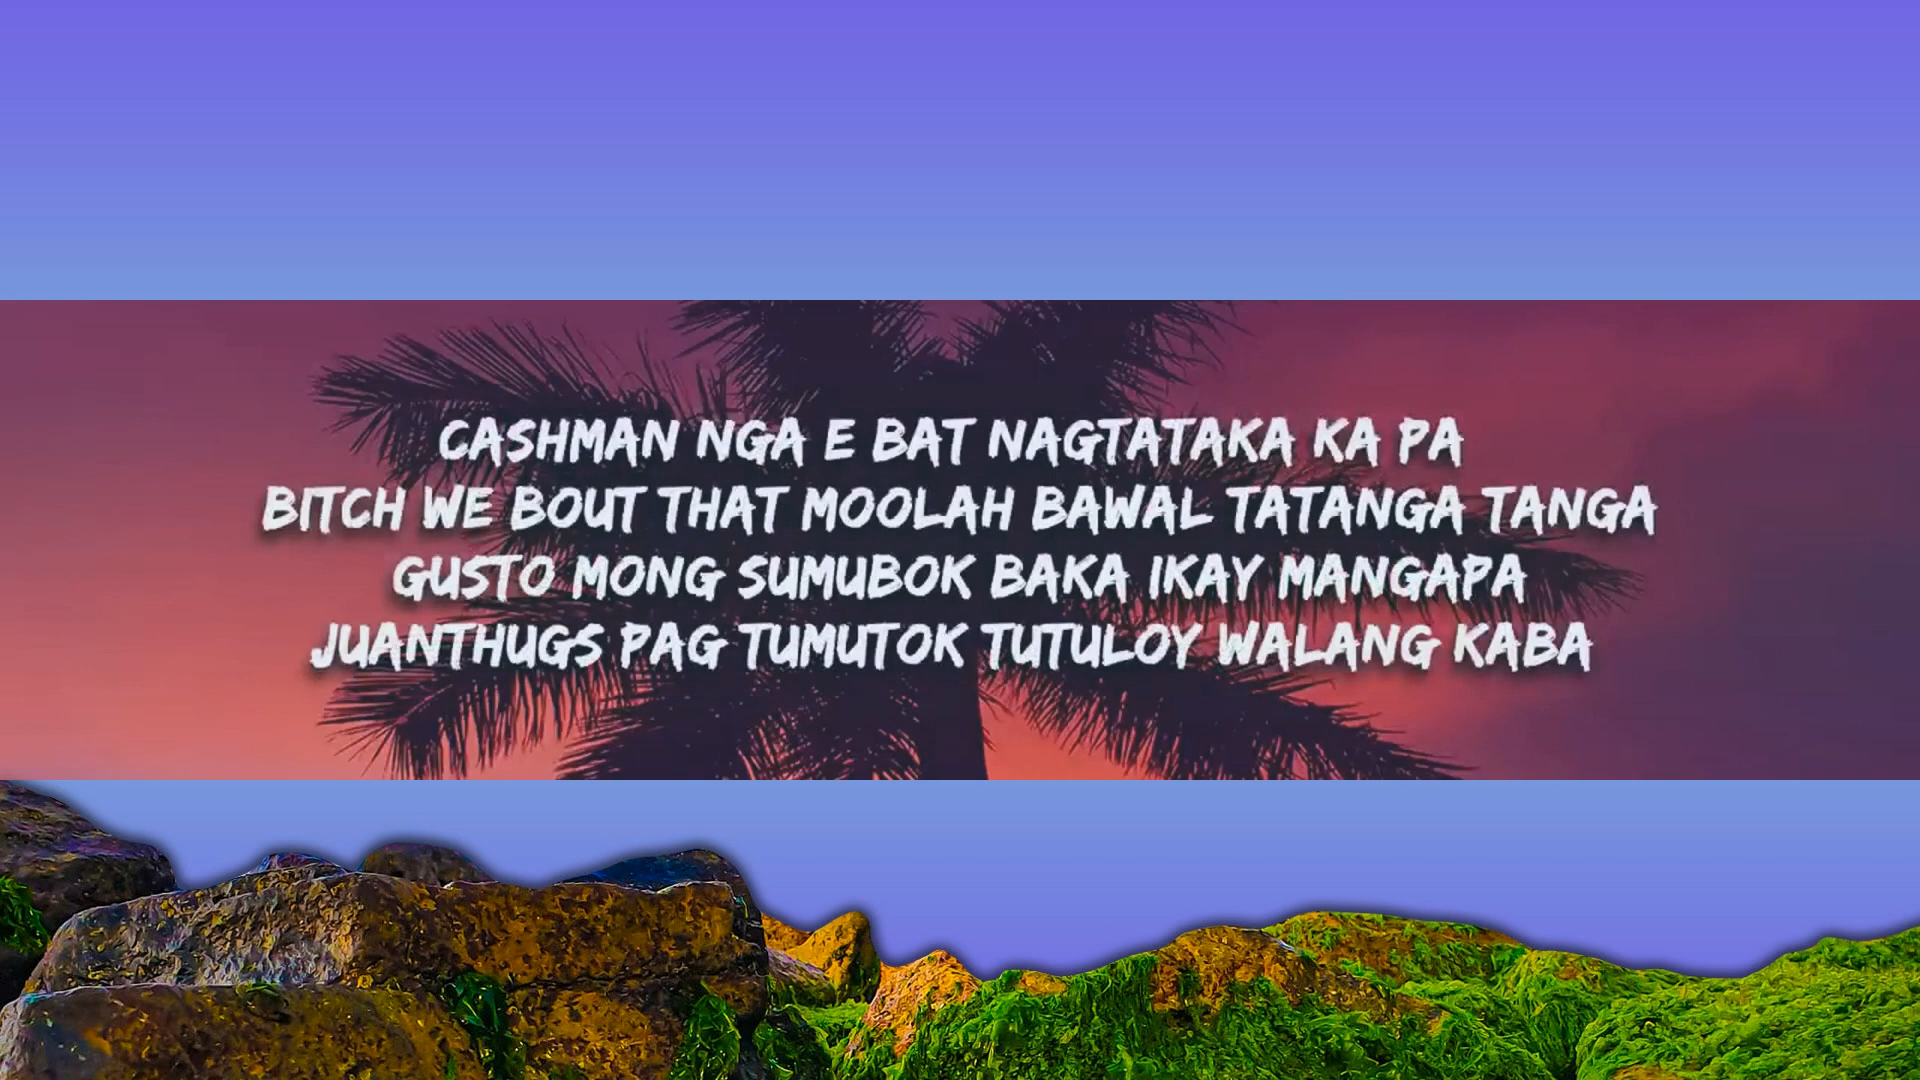 CASHMAN NGA E BAT NAGTATAKA KA PA
BITCH WE BOUT THAT MOOLAH BAWAL TATANGA TANGA
GUSTO MONG SUMUBOK BAKA IKAY MANGAPA
JUANTHUGS PAG TUMUTOK TUTULOY WALANG KABA